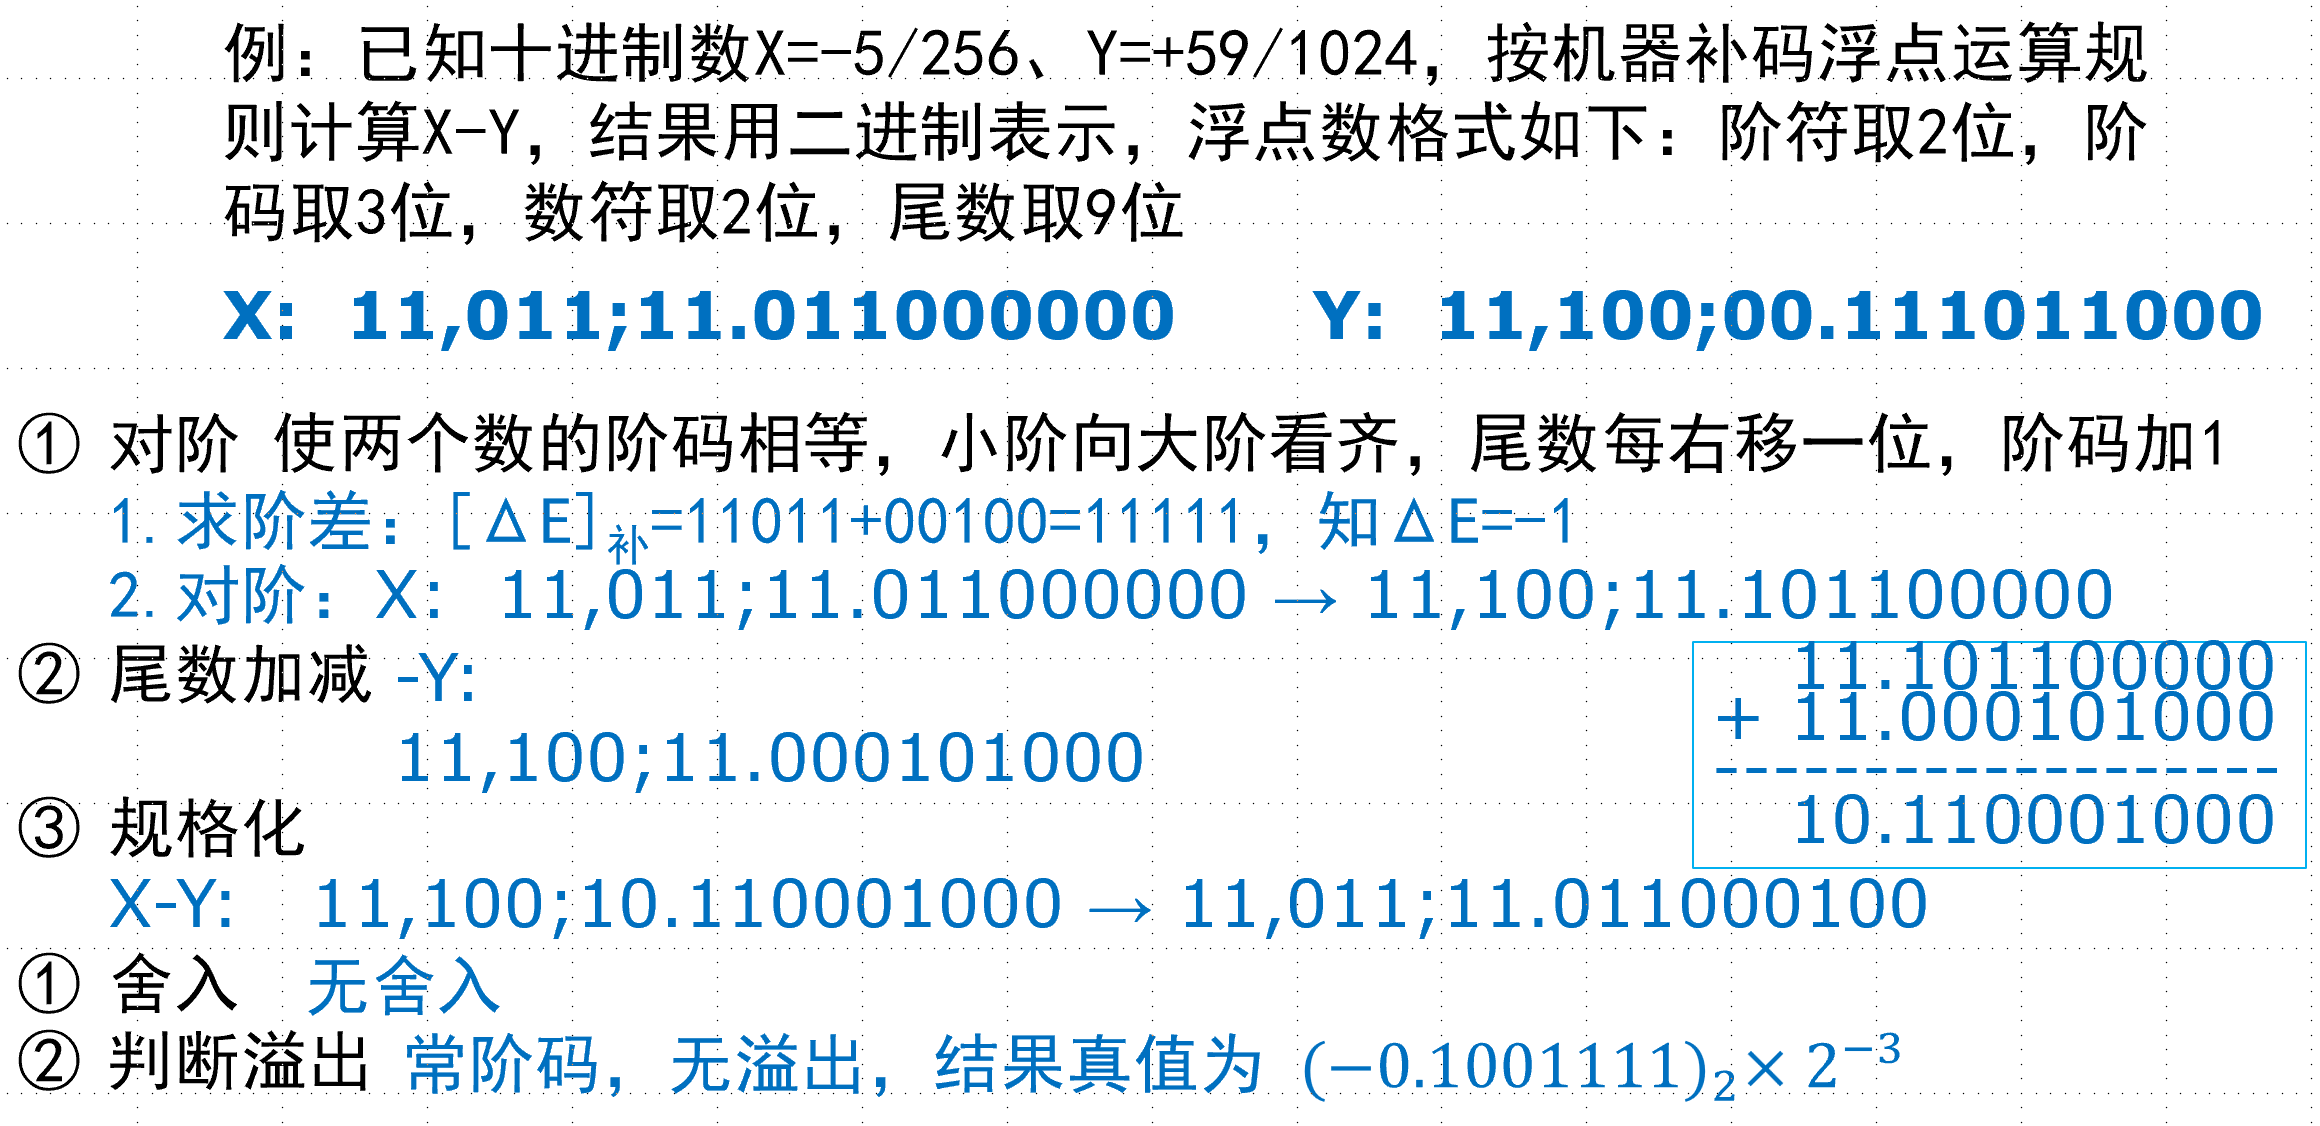 例：已知十进制数X=-5/256、Y=+59/1024，按机器补码浮点运算规
则计算X-Y，结果用二进制表示，浮点数格式如下：阶符取2位，阶
码取3位，数符取2位，尾数取9位
X: 11,011;11.011000000 Y: 11,100;00.111011000
① 对阶 使两个数的阶码相等，小阶向大阶看齐，尾数每右移一位，阶码加1
1. 求阶差：[ΔE]补=11011+00100=11111，知ΔE=-1
2. 对阶：X: 11,011;11.011000000 → 11,100;11.101100000
② 尾数加减 -Y:
11,100;11.000101000
11.101100000
+ 11.000101000
-------------------
10.110001000
③ 规格化
X-Y: 11,100;10.110001000 → 11,011;11.011000100
① 舍入 无舍入
② 判断溢出 常阶码，无溢出，结果真值为 (−0.1001111)₂× 2⁻³